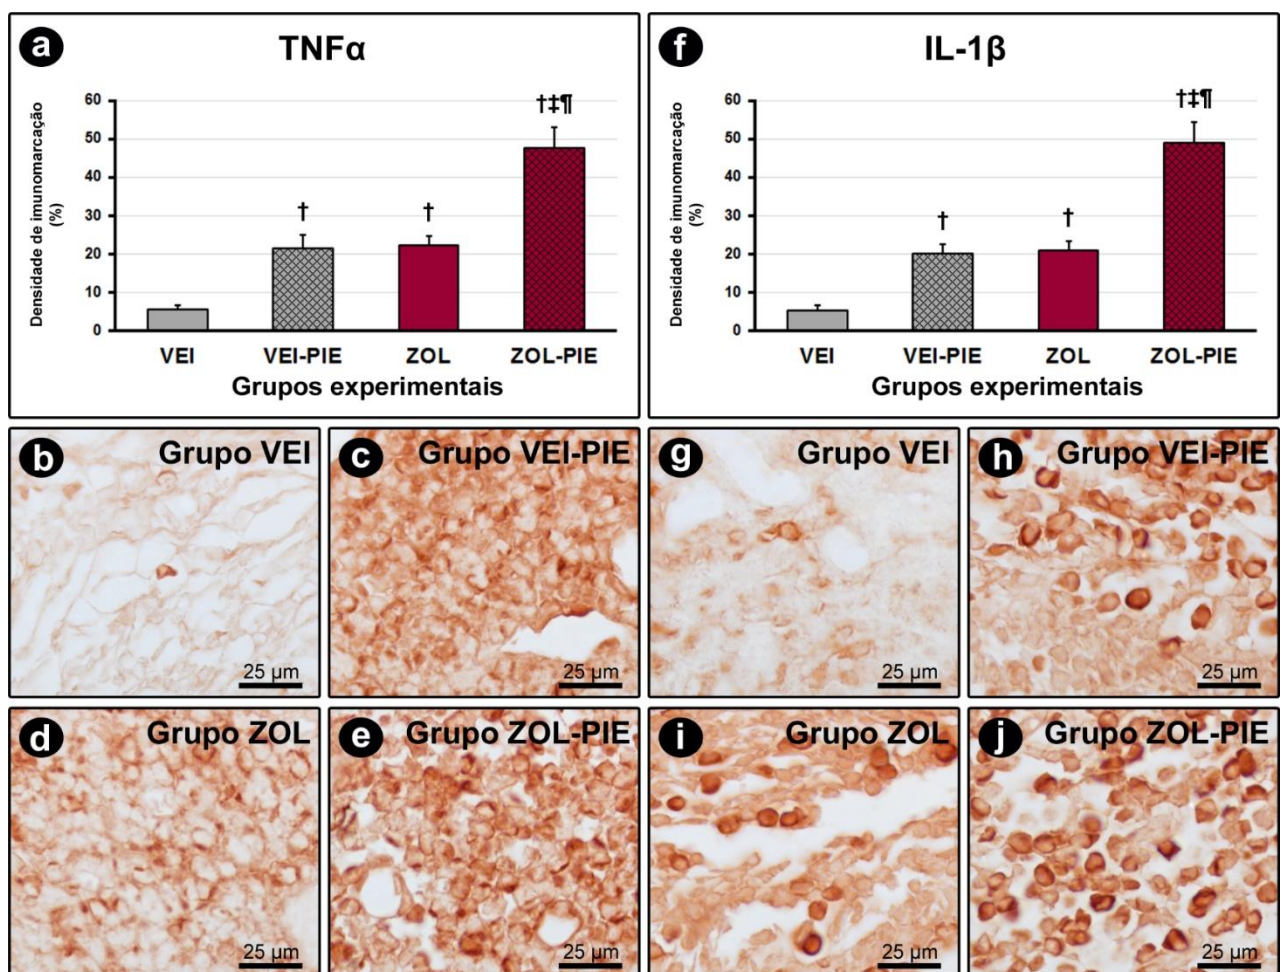 a
TNFα
Densidade de imunomarcação
(%)
60
50
40
30
20
10
0
†
†
†‡¶
VEI
VEI-PIE
ZOL
ZOL-PIE
Grupos experimentais
f
IL-1β
Densidade de imunomarcação
(%)
60
50
40
30
20
10
0
†
†
†‡¶
VEI
VEI-PIE
ZOL
ZOL-PIE
Grupos experimentais
b
Grupo VEI
25 µm
c
Grupo VEI-PIE
25 µm
g
Grupo VEI
25 µm
h
Grupo VEI-PIE
25 µm
d
Grupo ZOL
25 µm
e
Grupo ZOL-PIE
25 µm
i
Grupo ZOL
25 µm
j
Grupo ZOL-PIE
25 µm